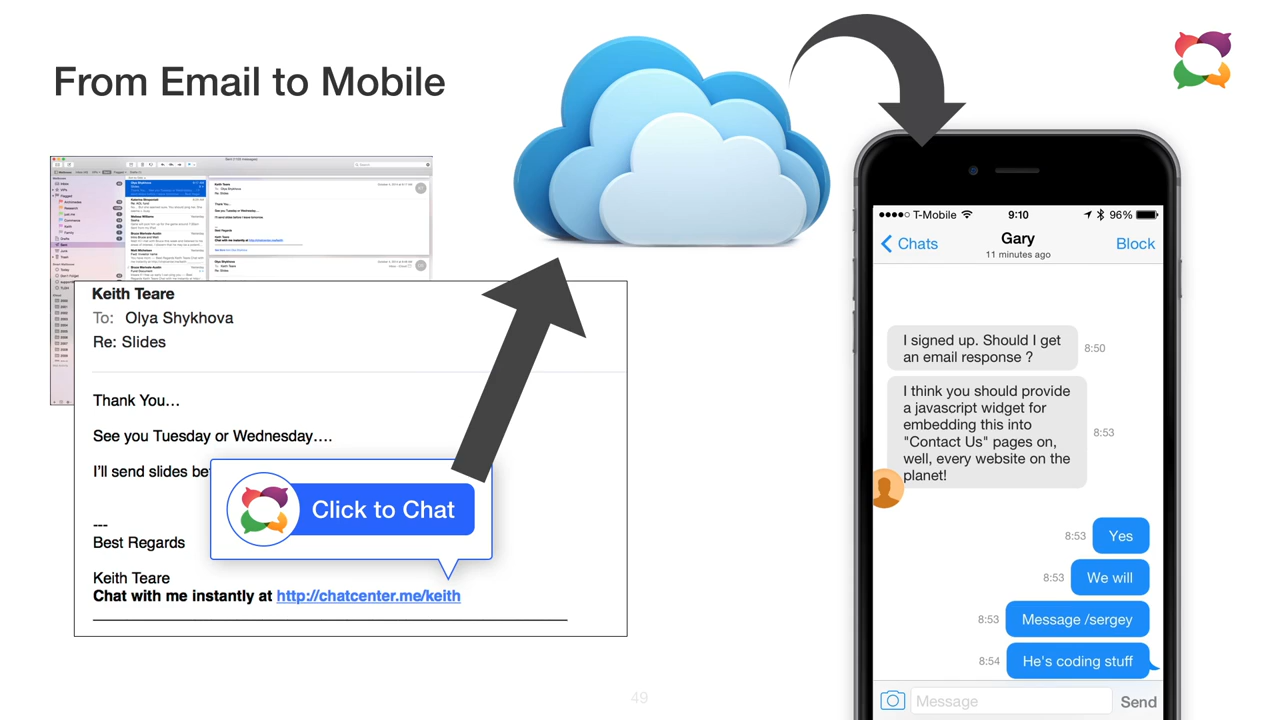 From Email to Mobile
Keith Teare
To: Olya Shykhova
Re: Slides
Thank You…
See you Tuesday or Wednesday….
I'll send slides be
Click to Chat
---
Best Regards
Keith Teare
Chat with me instantly at http://chatcenter.me/keith
T-Mobile 9:10 96%
Chats Gary Block
11 minutes ago
I signed up. Should I get
an email response ?
8:50
I think you should provide
a javascript widget for
embedding this into
"Contact Us" pages on,
well, every website on the
planet!
8:53
8:53 Yes
8:53 We will
8:53 Message /sergey
8:54 He's coding stuff
Message Send
49